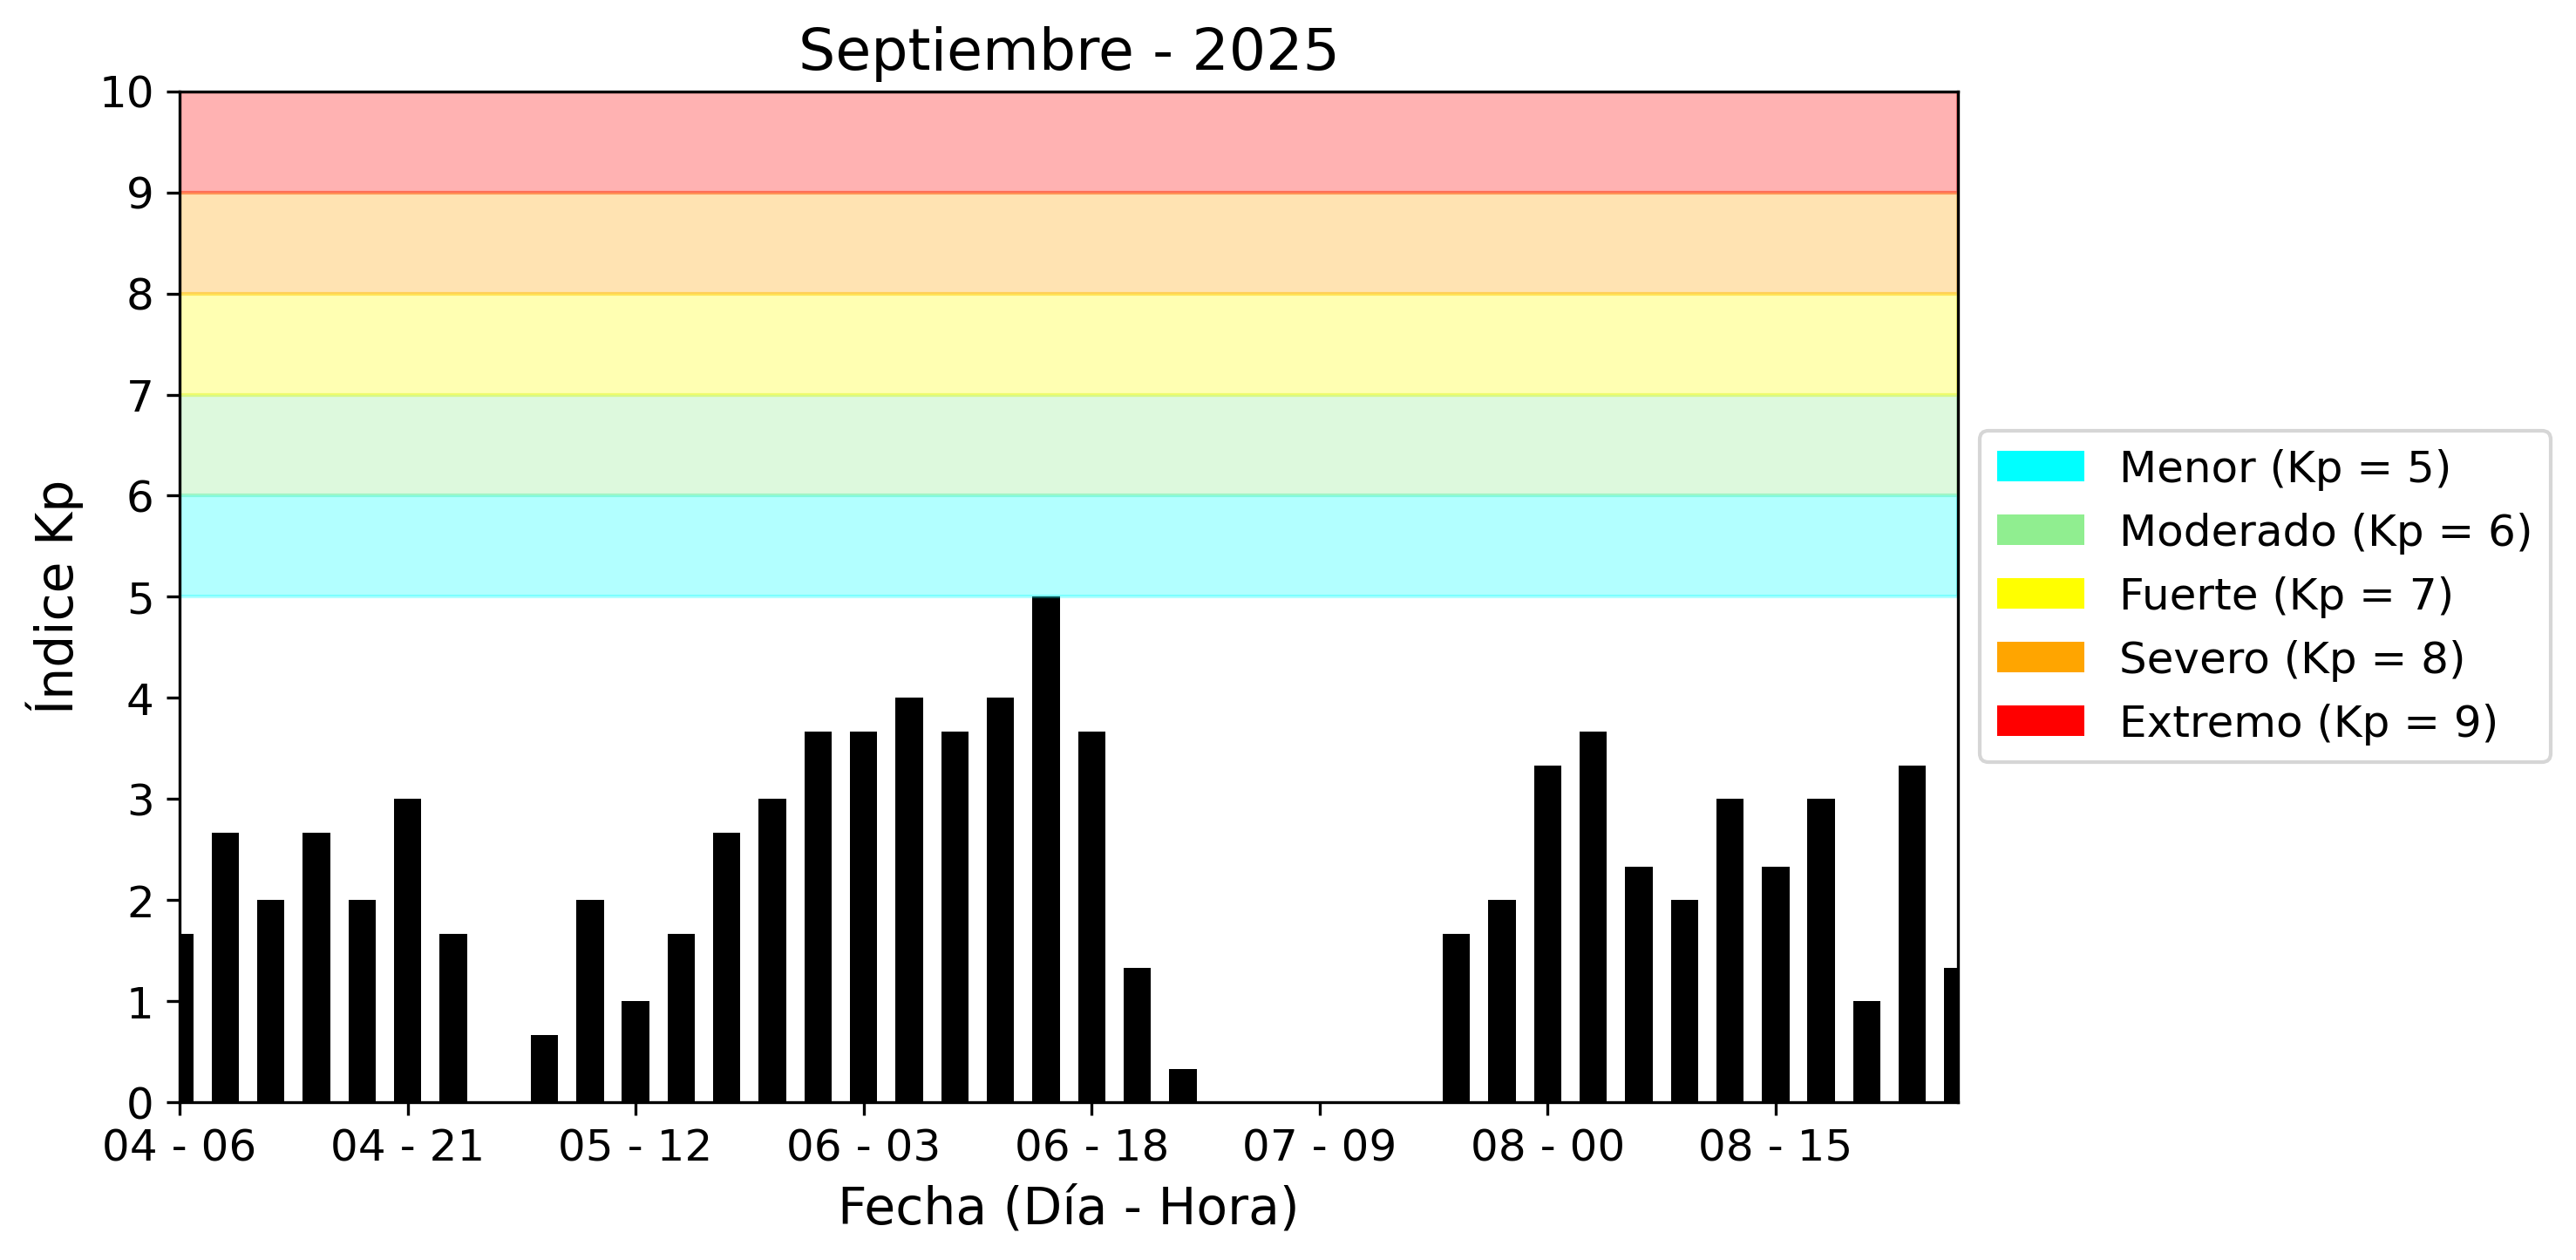 Septiembre - 2025
10
9
8
7
6
5
4
3
2
1
0
Índice Kp
04 - 06
04 - 21
05 - 12
06 - 03
06 - 18
07 - 09
08 - 00
08 - 15
Fecha (Día - Hora)
Menor (Kp = 5)
Moderado (Kp = 6)
Fuerte (Kp = 7)
Severo (Kp = 8)
Extremo (Kp = 9)